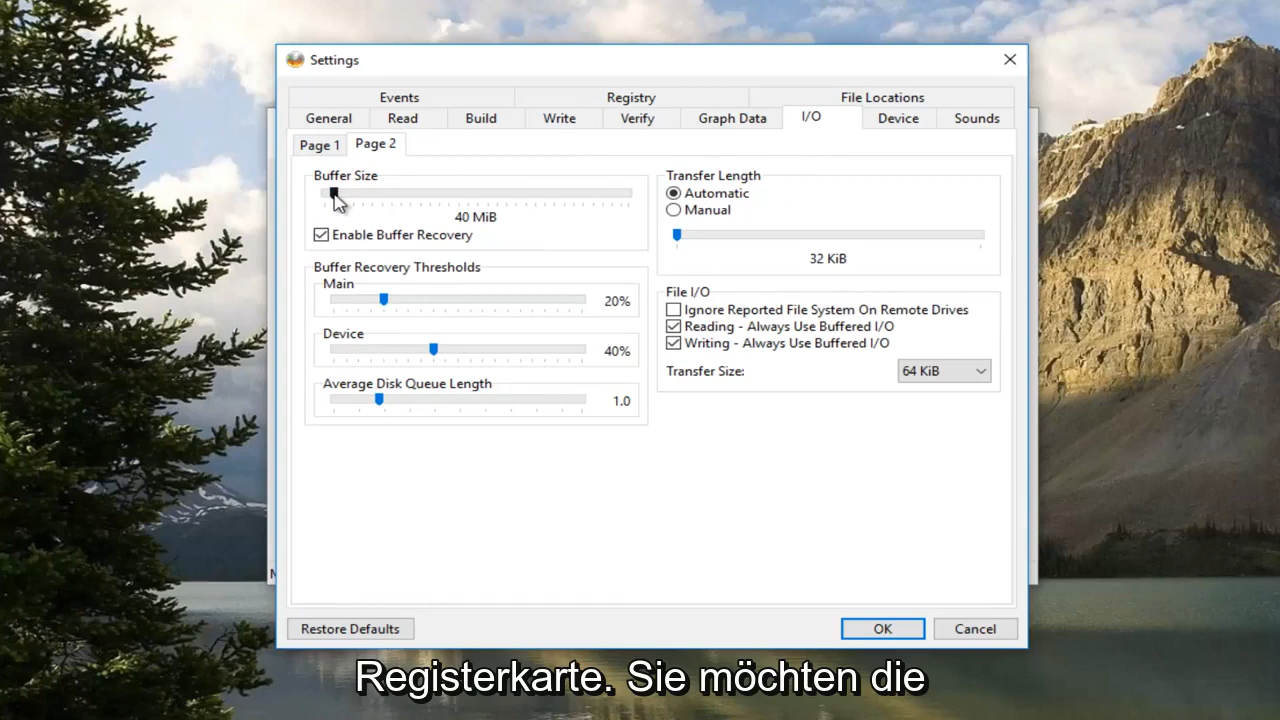 Settings
Events Registry File Locations
General Read Build Write Verify Graph Data I/O Device Sounds
Page 1 Page 2
Buffer Size
40 MiB
Enable Buffer Recovery
Buffer Recovery Thresholds
Main
20%
Device
40%
Average Disk Queue Length
1.0
Transfer Length
Automatic
Manual
32 KiB
File I/O
Ignore Reported File System On Remote Drives
Reading - Always Use Buffered I/O
Writing - Always Use Buffered I/O
Transfer Size: 64 KiB
Restore Defaults OK Cancel
Registerkarte. Sie möchten die